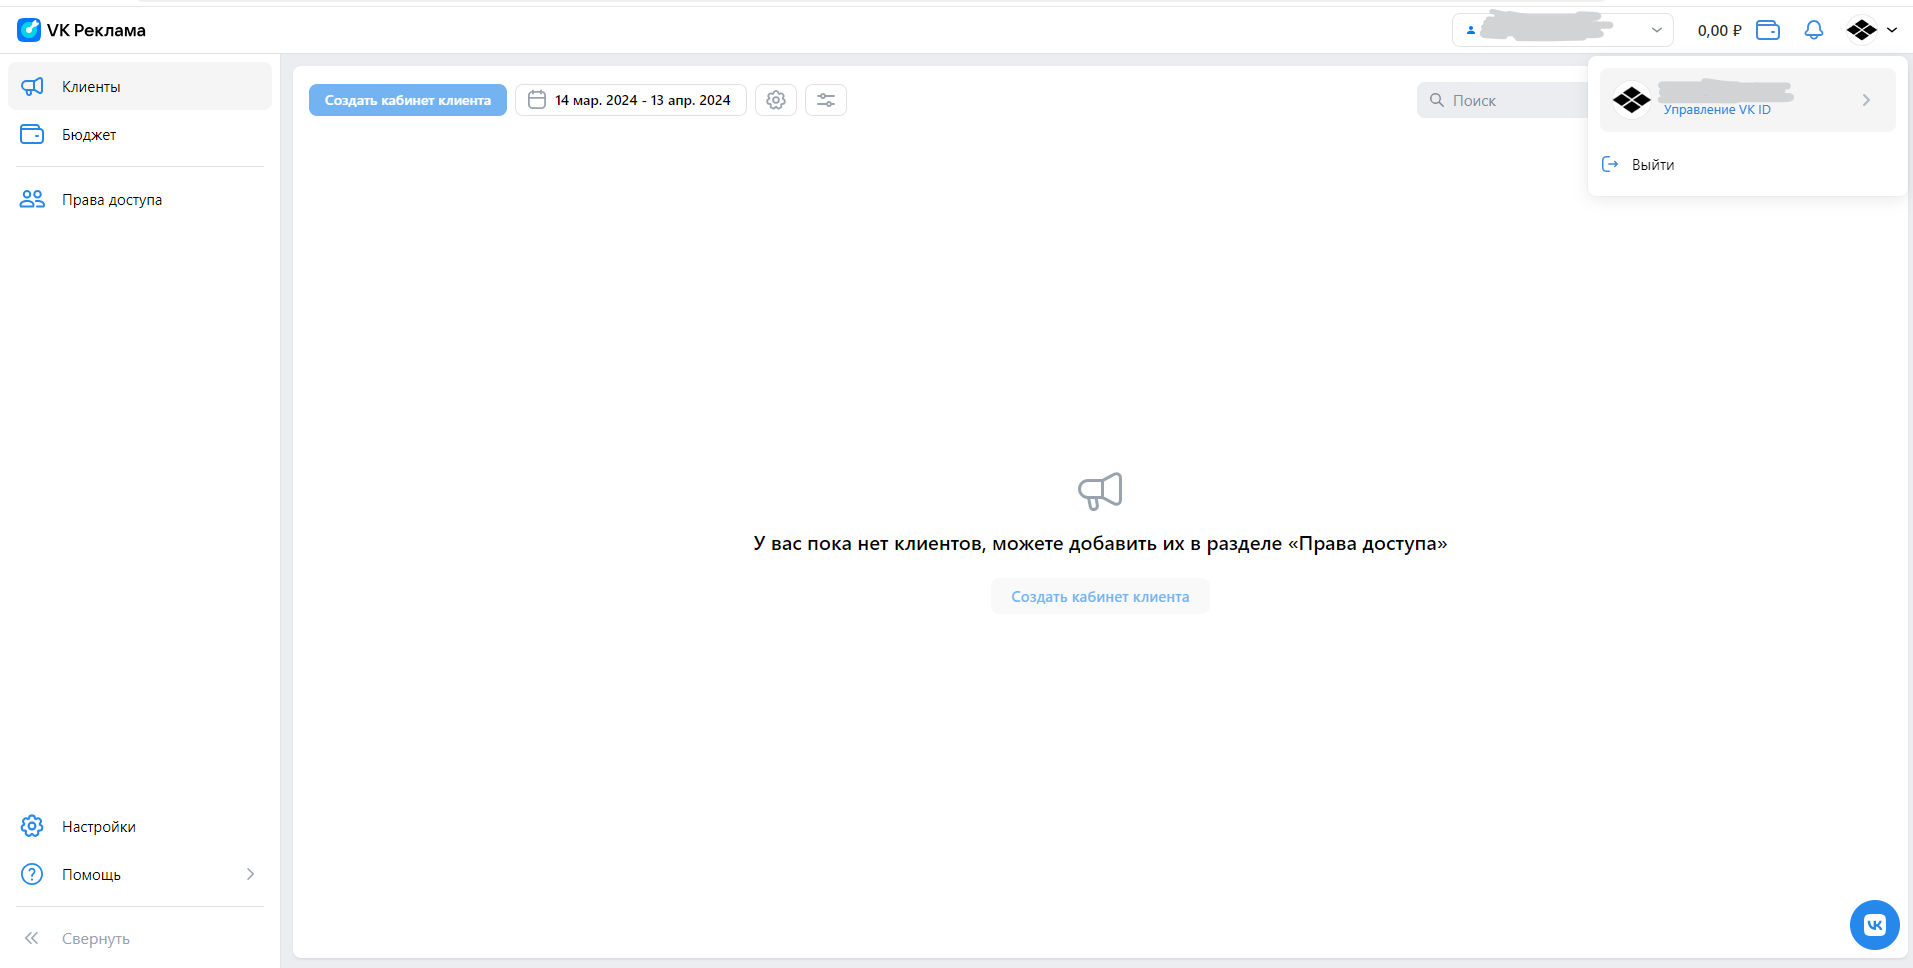 VK Реклама
0,00 ₽
Клиенты
Бюджет
Права доступа
Создать кабинет клиента
14 мар. 2024 - 13 апр. 2024
Поиск
Управление VK ID
Выйти
У вас пока нет клиентов, можете добавить их в разделе «Права доступа»
Создать кабинет клиента
Настройки
Помощь
Свернуть